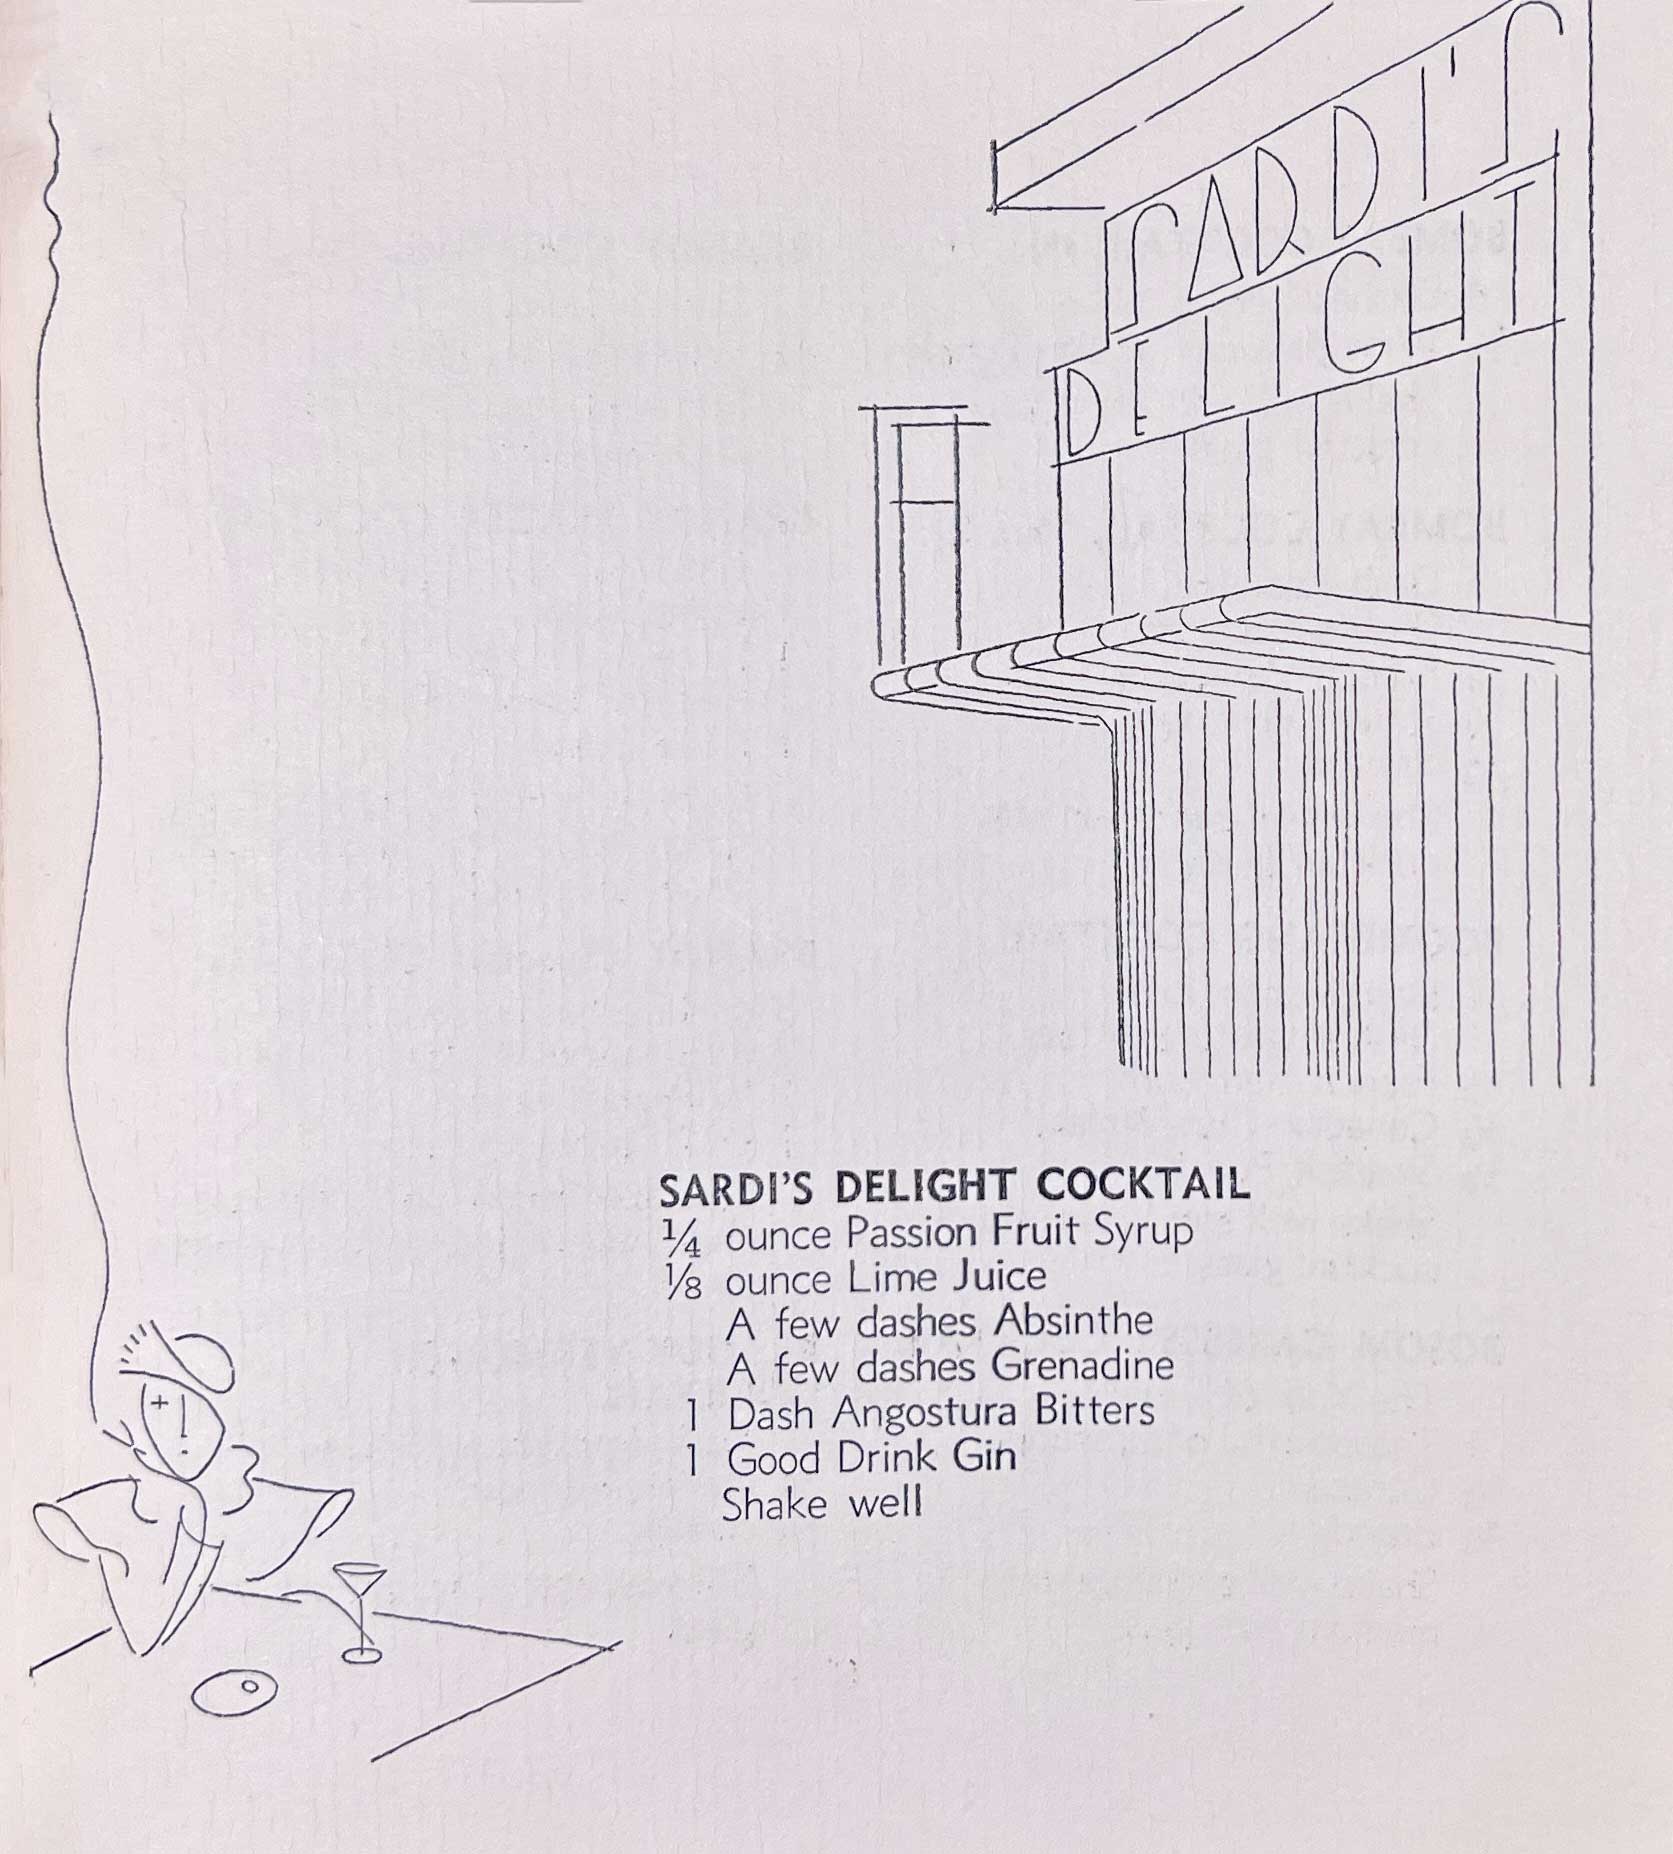 SARDI'S
DELIGHT
SARDI'S DELIGHT COCKTAIL
¼ ounce Passion Fruit Syrup
⅛ ounce Lime Juice
A few dashes Absinthe
A few dashes Grenadine
1 Dash Angostura Bitters
1 Good Drink Gin
Shake well